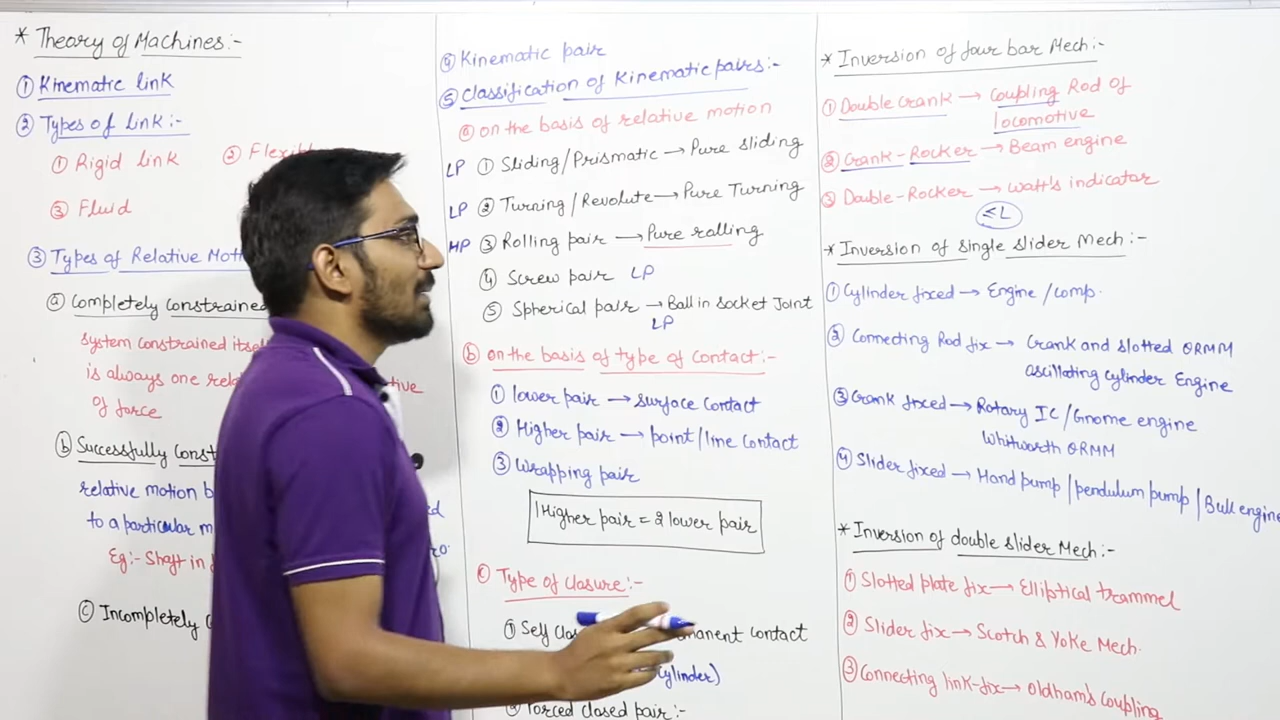 * Theory of Machines:-
① Kinematic link
② Types of link:-
① Rigid link ②
③ Fluid
③ Types of Relative
ⓐ Completely constrained
system constrained
is always one
of force
ⓑ Successfully
relative motion
to a particular
Eg:- Shaft in
ⓒ Incompletely
④ Kinematic pair
⑤ Classification of Kinematic pairs:-
ⓐ on the basis of relative motion
LP ① Sliding/Prismatic → Pure sliding
LP ② Turning/Revolute → Pure Turning
HP ③ Rolling pair → Pure rolling
④ Screw pair LP
⑤ Spherical pair → Ball in Socket Joint
LP
ⓑ on the basis of type of contact:-
① lower pair → surface contact
② Higher pair → point/line contact
③ Wrapping pair
1 Higher pair = 2 lower pair
ⓒ Type of closure:-
① Self contact
cylinder)
② forced closed pair:-
* Inversion of four bar Mech:-
① Double crank → Coupling Rod of
locomotive
② Crank-Rocker → Beam engine
③ Double-Rocker → Watt's indicator
≤L
* Inversion of single slider Mech:-
① Cylinder fixed → Engine/comp.
② Connecting Rod fix → Crank and slotted QRMM
oscillating cylinder Engine
③ Crank fixed → Rotary IC/Gnome engine
Whitworth QRMM
④ Slider fixed → Hand pump/pendulum pump/Bull engine
* Inversion of double slider Mech:-
① Slotted plate fix → Elliptical trammel
② Slider fix → Scotch & Yoke Mech.
③ Connecting link-fix → Oldham's coupling